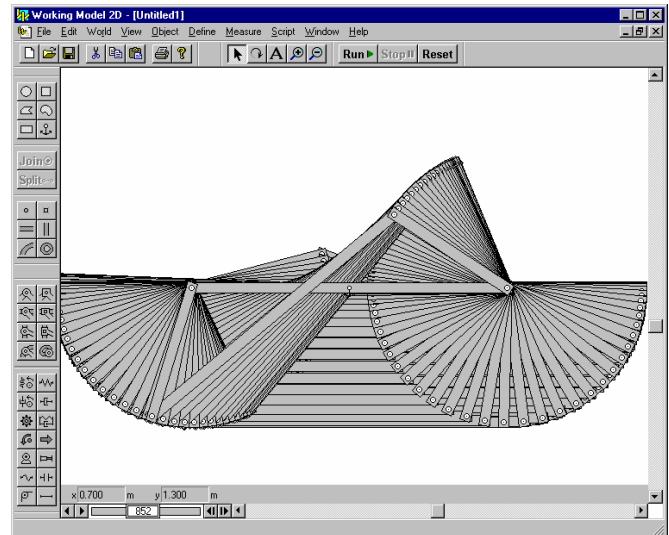 Working Model 2D - [Untitled1]
File Edit World View Object Define Measure Script Window Help
A Run Stop Reset
Join
Split
x 0.700 m y 1.300 m
852